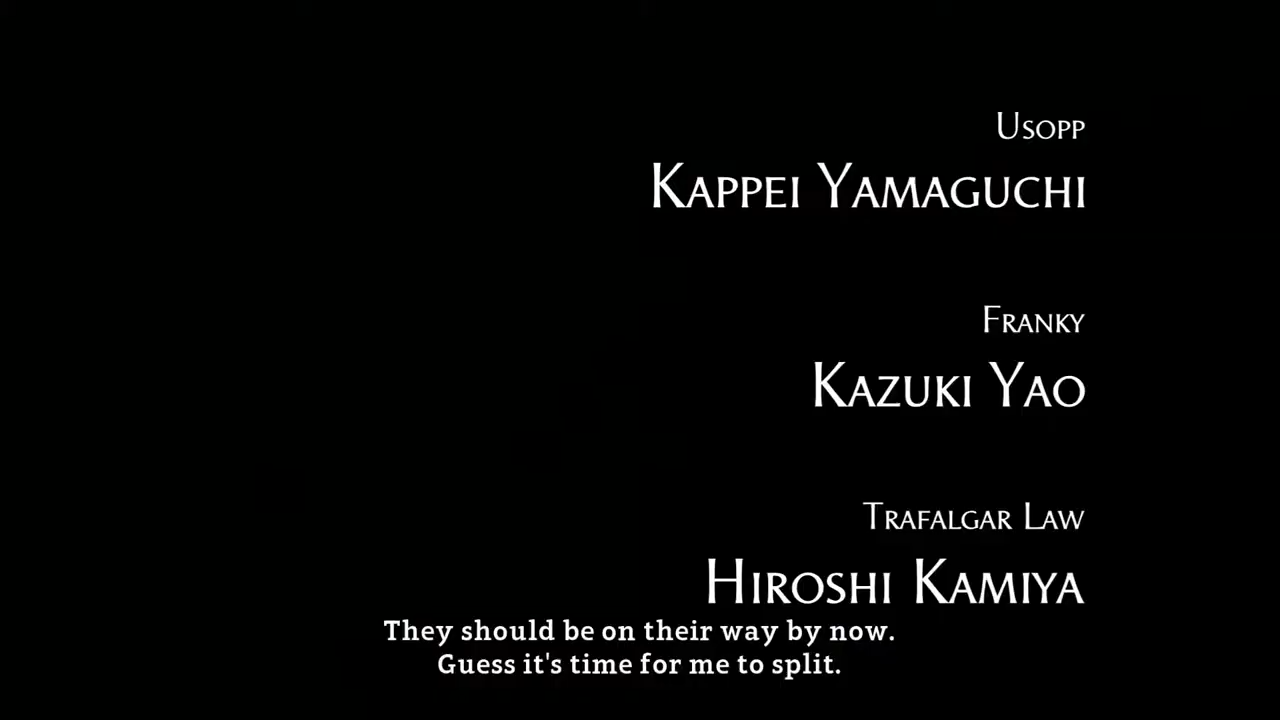 Usopp
Kappei Yamaguchi
Franky
Kazuki Yao
Trafalgar Law
Hiroshi Kamiya
They should be on their way by now.
Guess it's time for me to split.